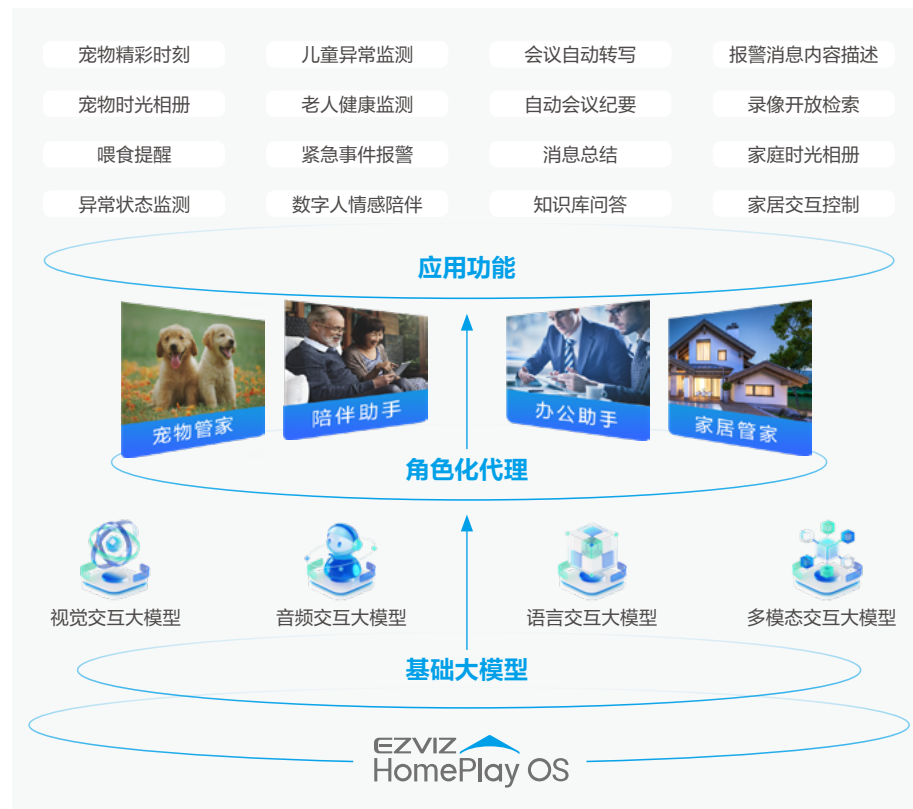 宠物精彩时刻 儿童异常监测 会议自动转写 报警消息内容描述
宠物时光相册 老人健康监测 自动会议纪要 录像开放检索
喂食提醒 紧急事件报警 消息总结 家庭时光相册
异常状态监测 数字人情感陪伴 知识库问答 家居交互控制
应用功能
宠物管家 陪伴助手 办公助手 家居管家
角色化代理
视觉交互大模型 音频交互大模型 语言交互大模型 多模态交互大模型
基础大模型
EZVIZ
HomePlay OS